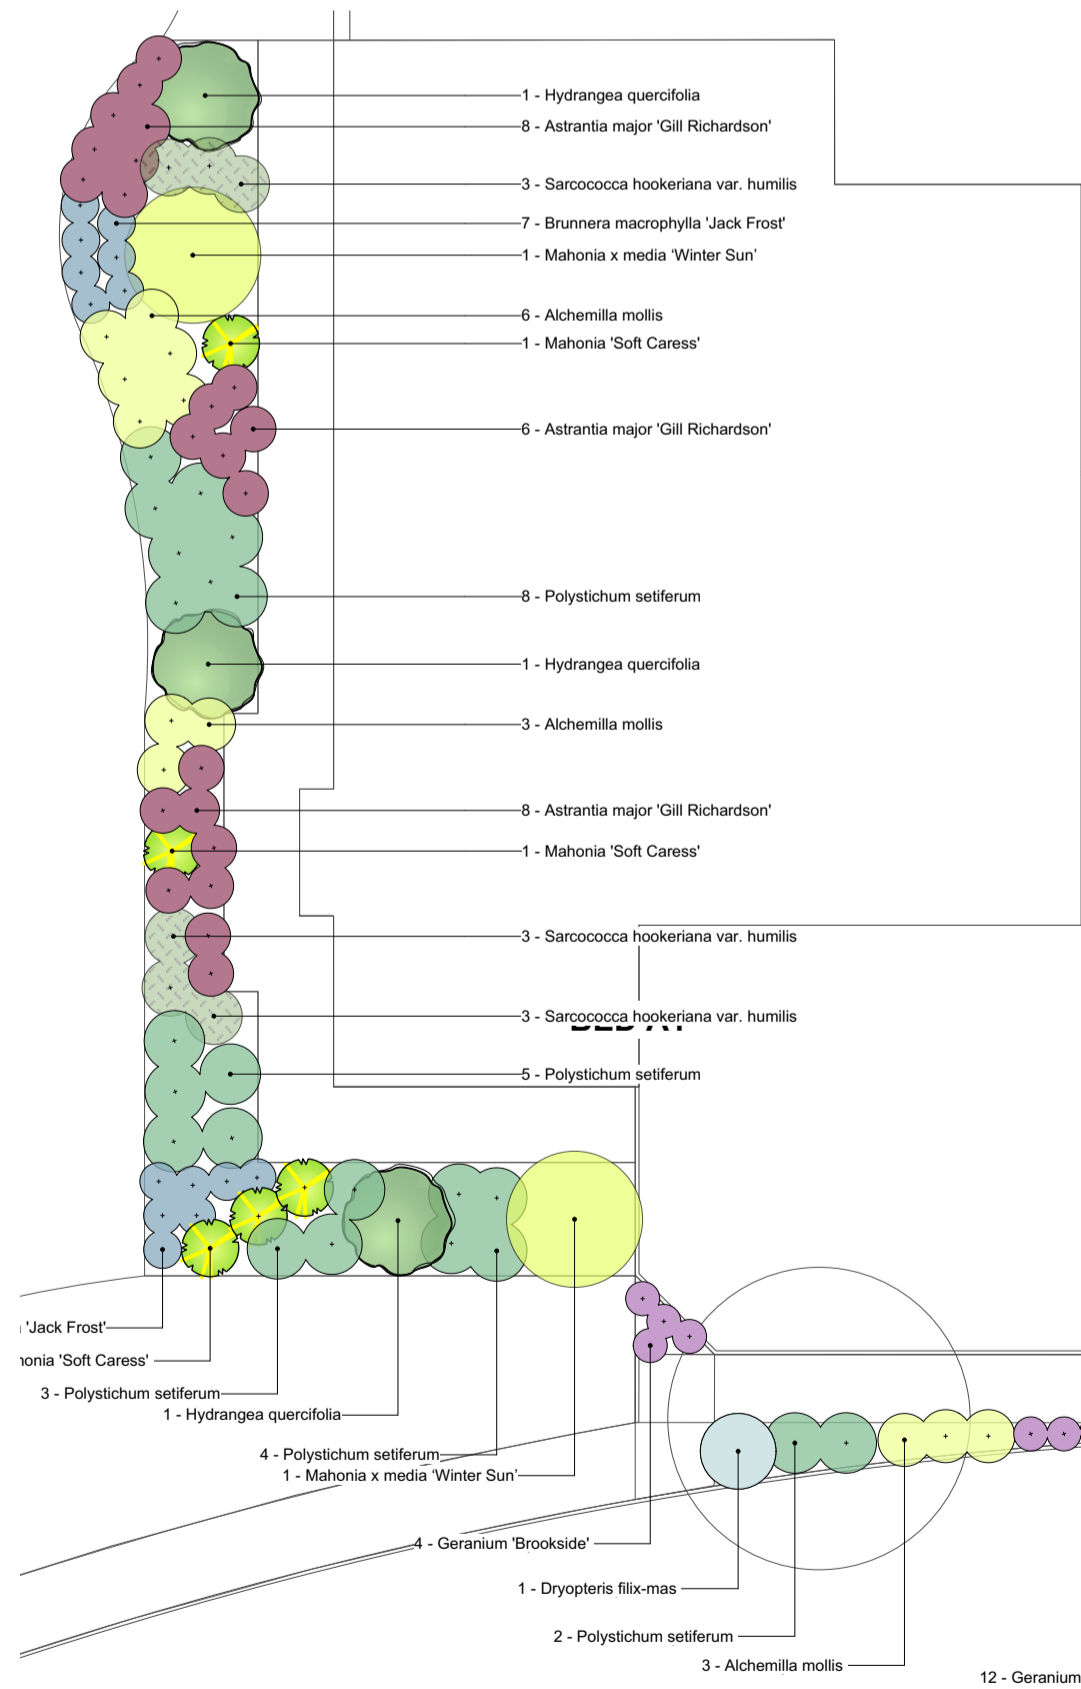 1 - Hydrangea quercifolia
8 - Astrantia major 'Gill Richardson'
3 - Sarcococca hookeriana var. humilis
7 - Brunnera macrophylla 'Jack Frost'
1 - Mahonia x media ‘Winter Sun’
6 - Alchemilla mollis
1 - Mahonia 'Soft Caress'
6 - Astrantia major 'Gill Richardson'
8 - Polystichum setiferum
1 - Hydrangea quercifolia
3 - Alchemilla mollis
8 - Astrantia major 'Gill Richardson'
1 - Mahonia 'Soft Caress'
3 - Sarcococca hookeriana var. humilis
3 - Sarcococca hookeriana var. humilis
5 - Polystichum setiferum
'Jack Frost'
nonia 'Soft Caress'
3 - Polystichum setiferum
1 - Hydrangea quercifolia
4 - Polystichum setiferum
1 - Mahonia x media ‘Winter Sun’
4 - Geranium 'Brookside'
1 - Dryopteris filix-mas
2 - Polystichum setiferum
3 - Alchemilla mollis
12 - Geranium